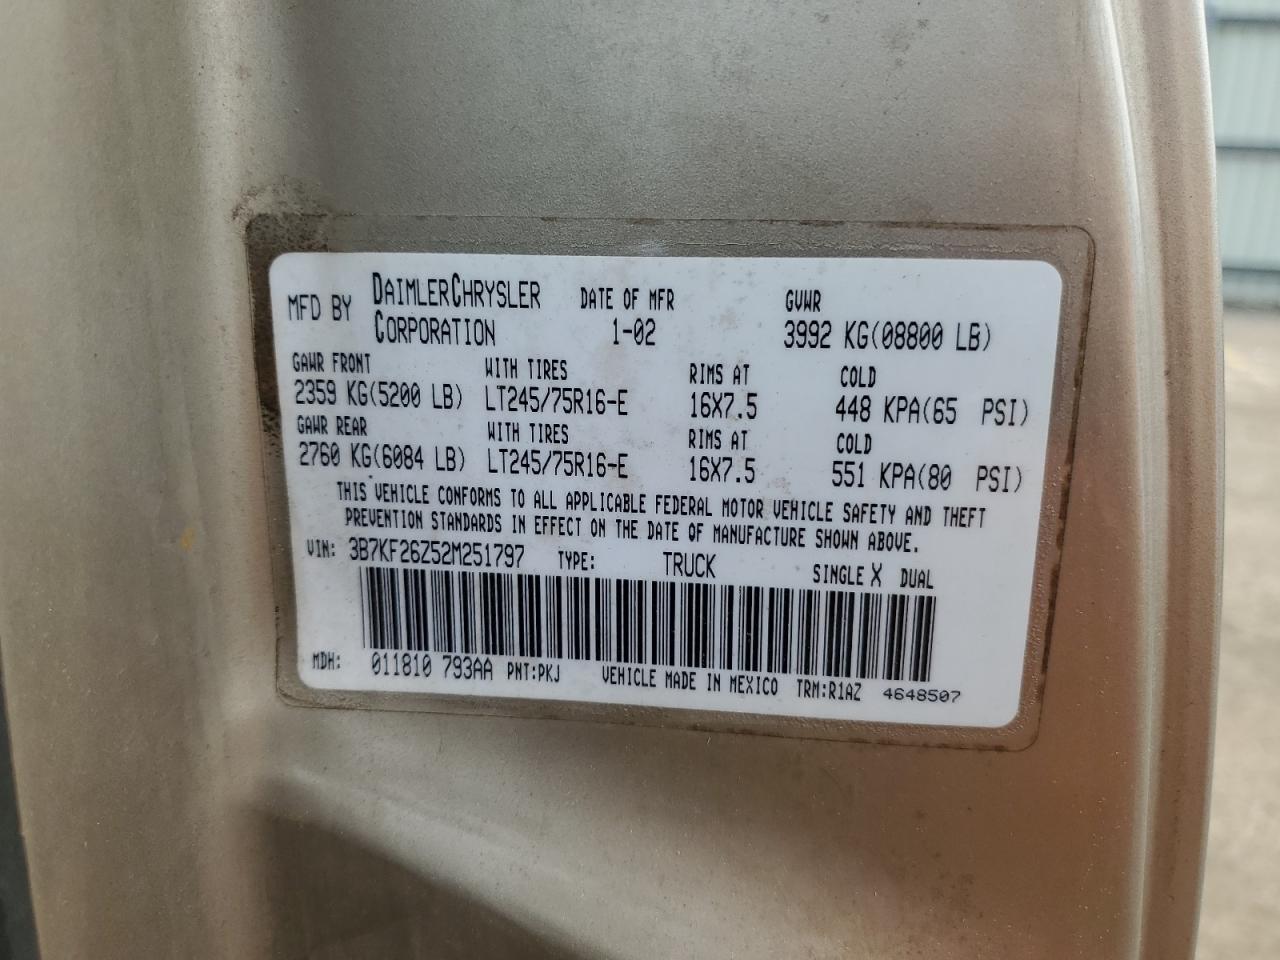 MFD BY DAIMLERCHRYSLER CORPORATION DATE OF MFR 1-02 GVWR 3992 KG(08800 LB)
GAWR FRONT WITH TIRES RIMS AT COLD
2359 KG(5200 LB) LT245/75R16-E 16X7.5 448 KPA(65 PSI)
GAWR REAR WITH TIRES RIMS AT COLD
2760 KG(6084 LB) LT245/75R16-E 16X7.5 551 KPA(80 PSI)
THIS VEHICLE CONFORMS TO ALL APPLICABLE FEDERAL MOTOR VEHICLE SAFETY AND THEFT
PREVENTION STANDARDS IN EFFECT ON THE DATE OF MANUFACTURE SHOWN ABOVE.
VIN: 3B7KF26Z52M251797 TYPE: TRUCK SINGLE X DUAL
MDH: 011810 793AA PNT:PKJ VEHICLE MADE IN MEXICO TRM:R1AZ 4648507